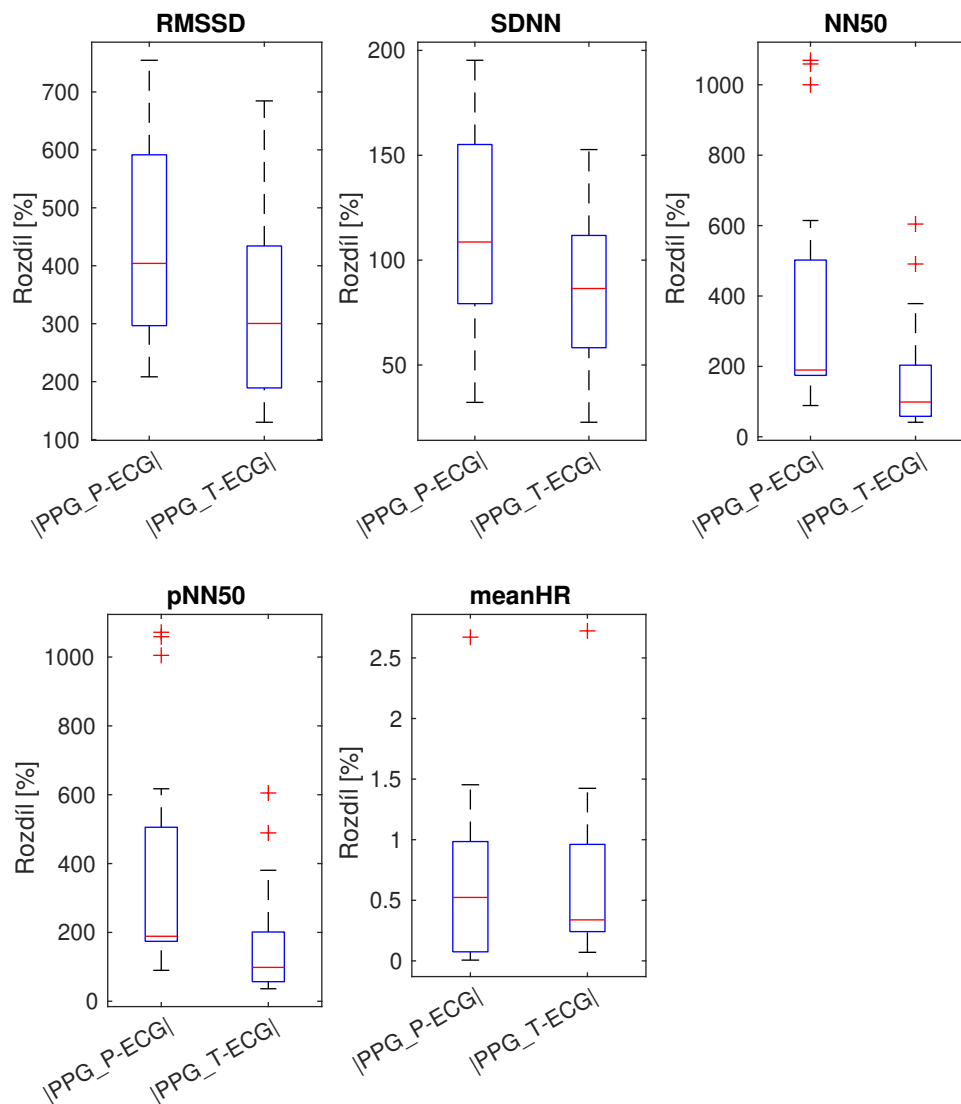 RMSSD
Rozdíl [%]
700
600
500
400
300
200
100
|PPG_P-ECG|
|PPG_T-ECG|
SDNN
Rozdíl [%]
200
150
100
50
|PPG_P-ECG|
|PPG_T-ECG|
NN50
Rozdíl [%]
1000
800
600
400
200
0
|PPG_P-ECG|
|PPG_T-ECG|
pNN50
Rozdíl [%]
1000
800
600
400
200
0
|PPG_P-ECG|
|PPG_T-ECG|
meanHR
Rozdíl [%]
2.5
2
1.5
1
0.5
0
|PPG_P-ECG|
|PPG_T-ECG|